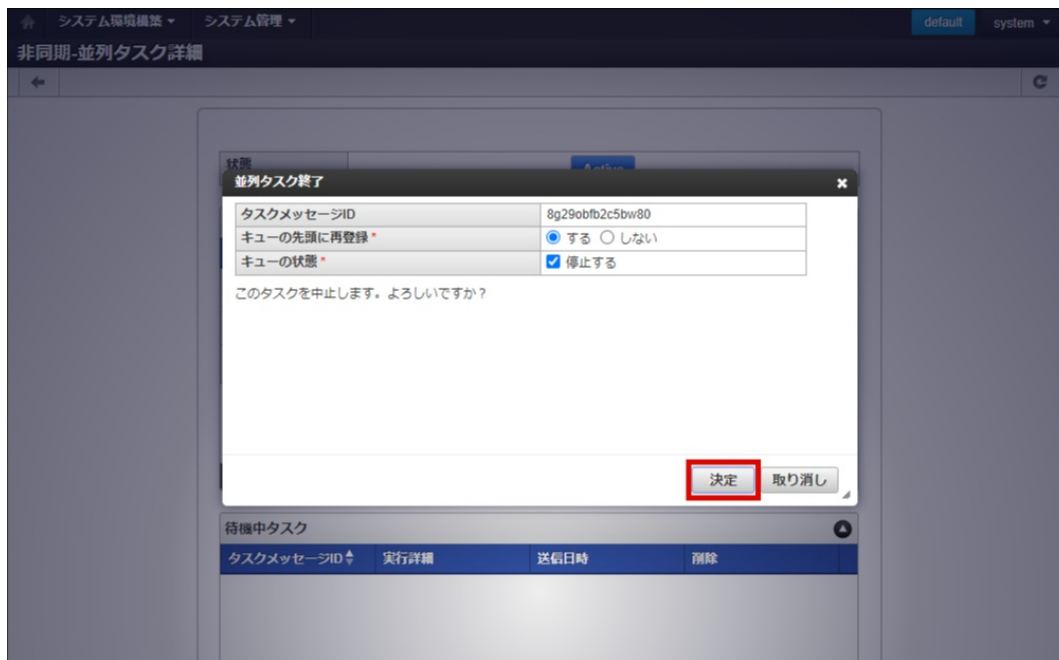 システム環境構築 システム管理 default system
非同期-並列タスク詳細
状態 Active
並列タスク終了
タスクメッセージID 8g29obfb2c5bw80
キューの先頭に再登録 * する しない
キューの状態 * 停止する
このタスクを中止します。よろしいですか？
決定 取り消し
待機中タスク
タスクメッセージID 実行詳細 送信日時 削除